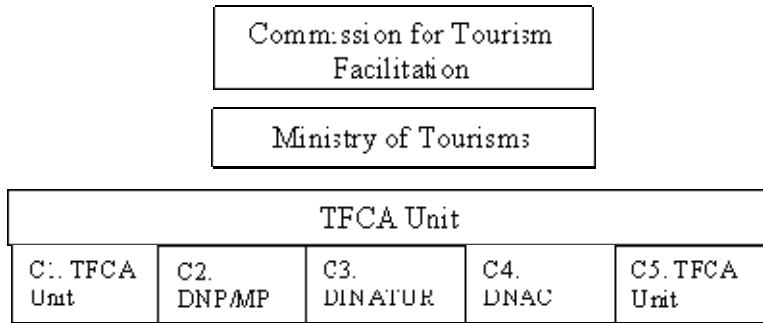 Commission for Tourism
Facilitation
Ministry of Tourisms
TFCA Unit
C1. TFCA
Unit
C2.
DNP/MP
C3.
DINATUR
C4.
DNAC
C5. TFCA
Unit